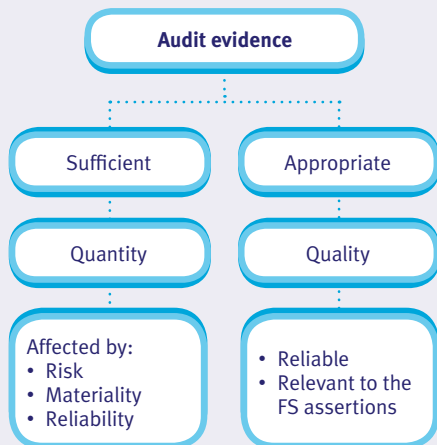 Audit evidence
Sufficient
Appropriate
Quantity
Quality
Affected by:
• Risk
• Materiality
• Reliability
• Reliable
• Relevant to the
FS assertions